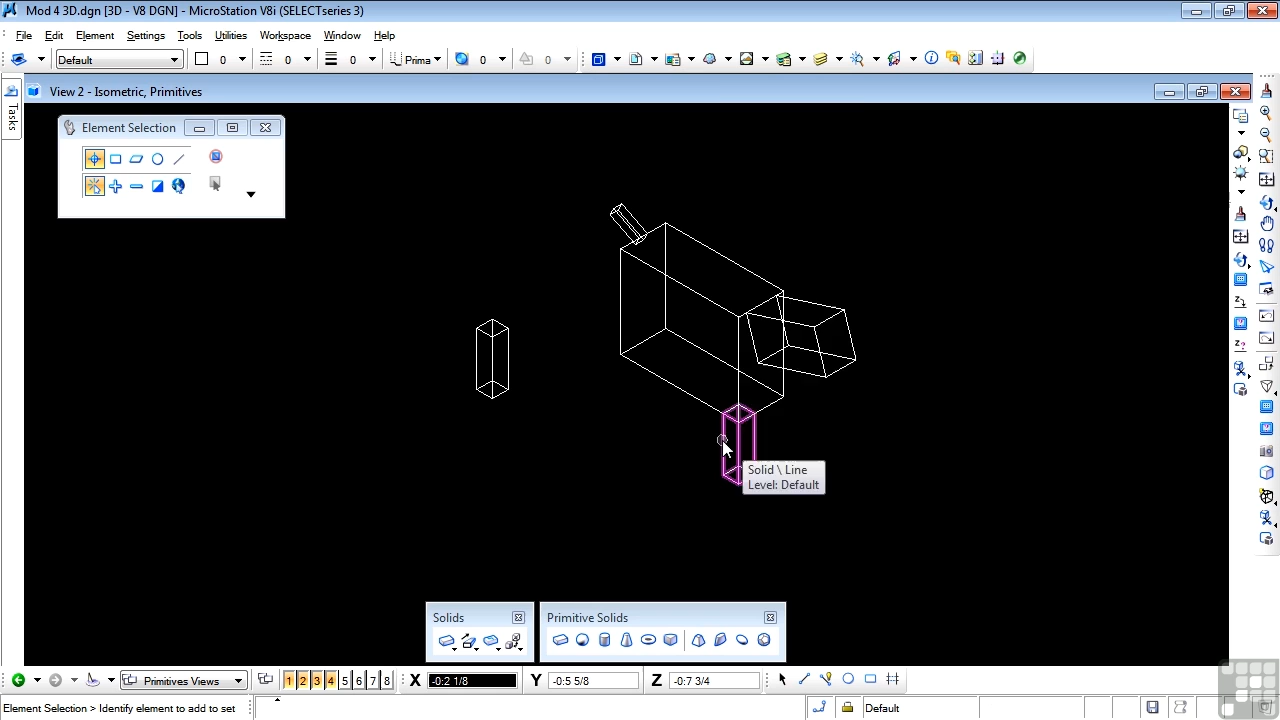 Mod 4 3D.dgn [3D - V8 DGN] - MicroStation V8i (SELECTseries 3)
File Edit Element Settings Tools Utilities Workspace Window Help
Default 0 0 0 Prima 0 0
Tasks
View 2 - Isometric, Primitives
Element Selection
Solid \ Line
Level: Default
Solids
Primitive Solids
Primitives Views 1 2 3 4 5 6 7 8 X -0:2 1/8 Y -0:5 5/8 Z -0:7 3/4
Element Selection > Identify element to add to set Default